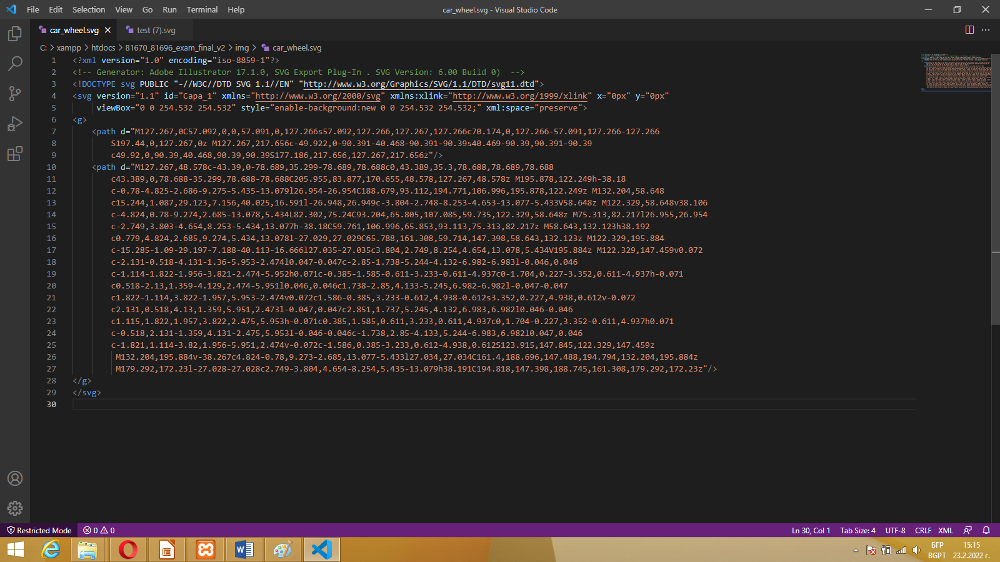 File Edit Selection View Go Run Terminal Help
car_wheel.svg - Visual Studio Code
car_wheel.svg
test (7).svg
C: > xampp > htdocs > 81670_81696_exam_final_v2 > img > car_wheel.svg
1 <?xml version="1.0" encoding="iso-8859-1"?>
2 <!-- Generator: Adobe Illustrator 17.1.0, SVG Export Plug-In . SVG Version: 6.00 Build 0)  -->
3 <!DOCTYPE svg PUBLIC "-//W3C//DTD SVG 1.1//EN" "http://www.w3.org/Graphics/SVG/1.1/DTD/svg11.dtd">
4 <svg version="1.1" id="Capa_1" xmlns="http://www.w3.org/2000/svg" xmlns:xlink="http://www.w3.org/1999/xlink" x="0px" y="0px"
5 viewBox="0 0 254.532 254.532" style="enable-background:new 0 0 254.532 254.532;" xml:space="preserve">
6 <g>
7 <path d="M127.267,0C57.092,0,0,57.091,0,127.266s57.092,127.266,127.267,127.266c70.174,0,127.266-57.091,127.266-127.266
8 S197.44,0,127.267,0z M127.267,217.656c-49.922,0-90.391-40.468-90.391-90.39s40.469-90.39,90.391-90.39
9 c49.92,0,90.39,40.468,90.39,90.39S177.186,217.656,127.267,217.656z"/>
10 <path d="M127.267,48.578c-43.39,0-78.689,35.299-78.689,78.688c0,43.389,35.3,78.688,78.689,78.688
11 c43.389,0,78.688-35.299,78.688-78.688C205.955,83.877,170.655,48.578,127.267,48.578z M195.878,122.249h-38.18
12 c-0.78-4.825-2.686-9.275-5.435-13.079l26.954-26.954C188.679,93.112,194.771,106.996,195.878,122.249z M132.204,58.648
13 c15.244,1.087,29.123,7.156,40.025,16.591l-26.948,26.949c-3.804-2.748-8.253-4.653-13.077-5.433V58.648z M122.329,58.648v38.106
14 c-4.824,0.78-9.274,2.685-13.078,5.434L82.302,75.24C93.204,65.805,107.085,59.735,122.329,58.648z M75.313,82.217l26.955,26.954
15 c-2.749,3.803-4.654,8.253-5.434,13.077h-38.18C59.761,106.996,65.853,93.113,75.313,82.217z M58.643,132.123h38.192
16 c0.779,4.824,2.685,9.274,5.434,13.078l-27.029,27.029C65.788,161.308,59.714,147.398,58.643,132.123z M122.329,195.884
17 c-15.285-1.09-29.197-7.188-40.113-16.666l27.035-27.035c3.804,2.749,8.254,4.654,13.078,5.434V195.884z M122.329,147.459v0.072
18 c-2.131-0.518-4.131-1.36-5.953-2.474l0.047-0.047c-2.85-1.738-5.244-4.132-6.982-6.983l-0.046,0.046
19 c-1.114-1.822-1.956-3.821-2.474-5.952h0.071c-0.385-1.585-0.611-3.233-0.611-4.937c0-1.704,0.227-3.352,0.611-4.937h-0.071
20 c0.518-2.13,1.359-4.129,2.474-5.951l0.046,0.046c1.738-2.85,4.133-5.245,6.982-6.982l-0.047-0.047
21 c1.822-1.114,3.822-1.957,5.953-2.474v0.072c1.586-0.385,3.233-0.612,4.938-0.612s3.352,0.227,4.938,0.612v-0.072
22 c2.131,0.518,4.13,1.359,5.951,2.473l-0.047,0.047c2.851,1.737,5.245,4.132,6.983,6.982l0.046-0.046
23 c1.115,1.822,1.957,3.822,2.475,5.953h-0.071c0.385,1.585,0.611,3.233,0.611,4.937c0,1.704-0.227,3.352-0.611,4.937h0.071
24 c-0.518,2.131-1.359,4.131-2.475,5.953l-0.046-0.046c-1.738,2.85-4.133,5.244-6.983,6.982l0.047,0.046
25 c-1.821,1.114-3.82,1.956-5.951,2.474v-0.072c-1.586,0.385-3.233,0.612-4.938,0.612S123.915,147.845,122.329,147.459z
26 M132.204,195.884v-38.267c4.824-0.78,9.273-2.685,13.077-5.433l27.034,27.034C161.4,188.696,147.488,194.794,132.204,195.884z
27 M179.292,172.23l-27.028-27.028c2.749-3.804,4.654-8.254,5.435-13.079h38.191C194.818,147.398,188.745,161.308,179.292,172.23z"/>
28 </g>
29 </svg>
30
Restricted Mode 0 0 Ln 30, Col 1 Tab Size: 4 UTF-8 CRLF XML
БГР 15:15
BGPT 23.2.2022 г.